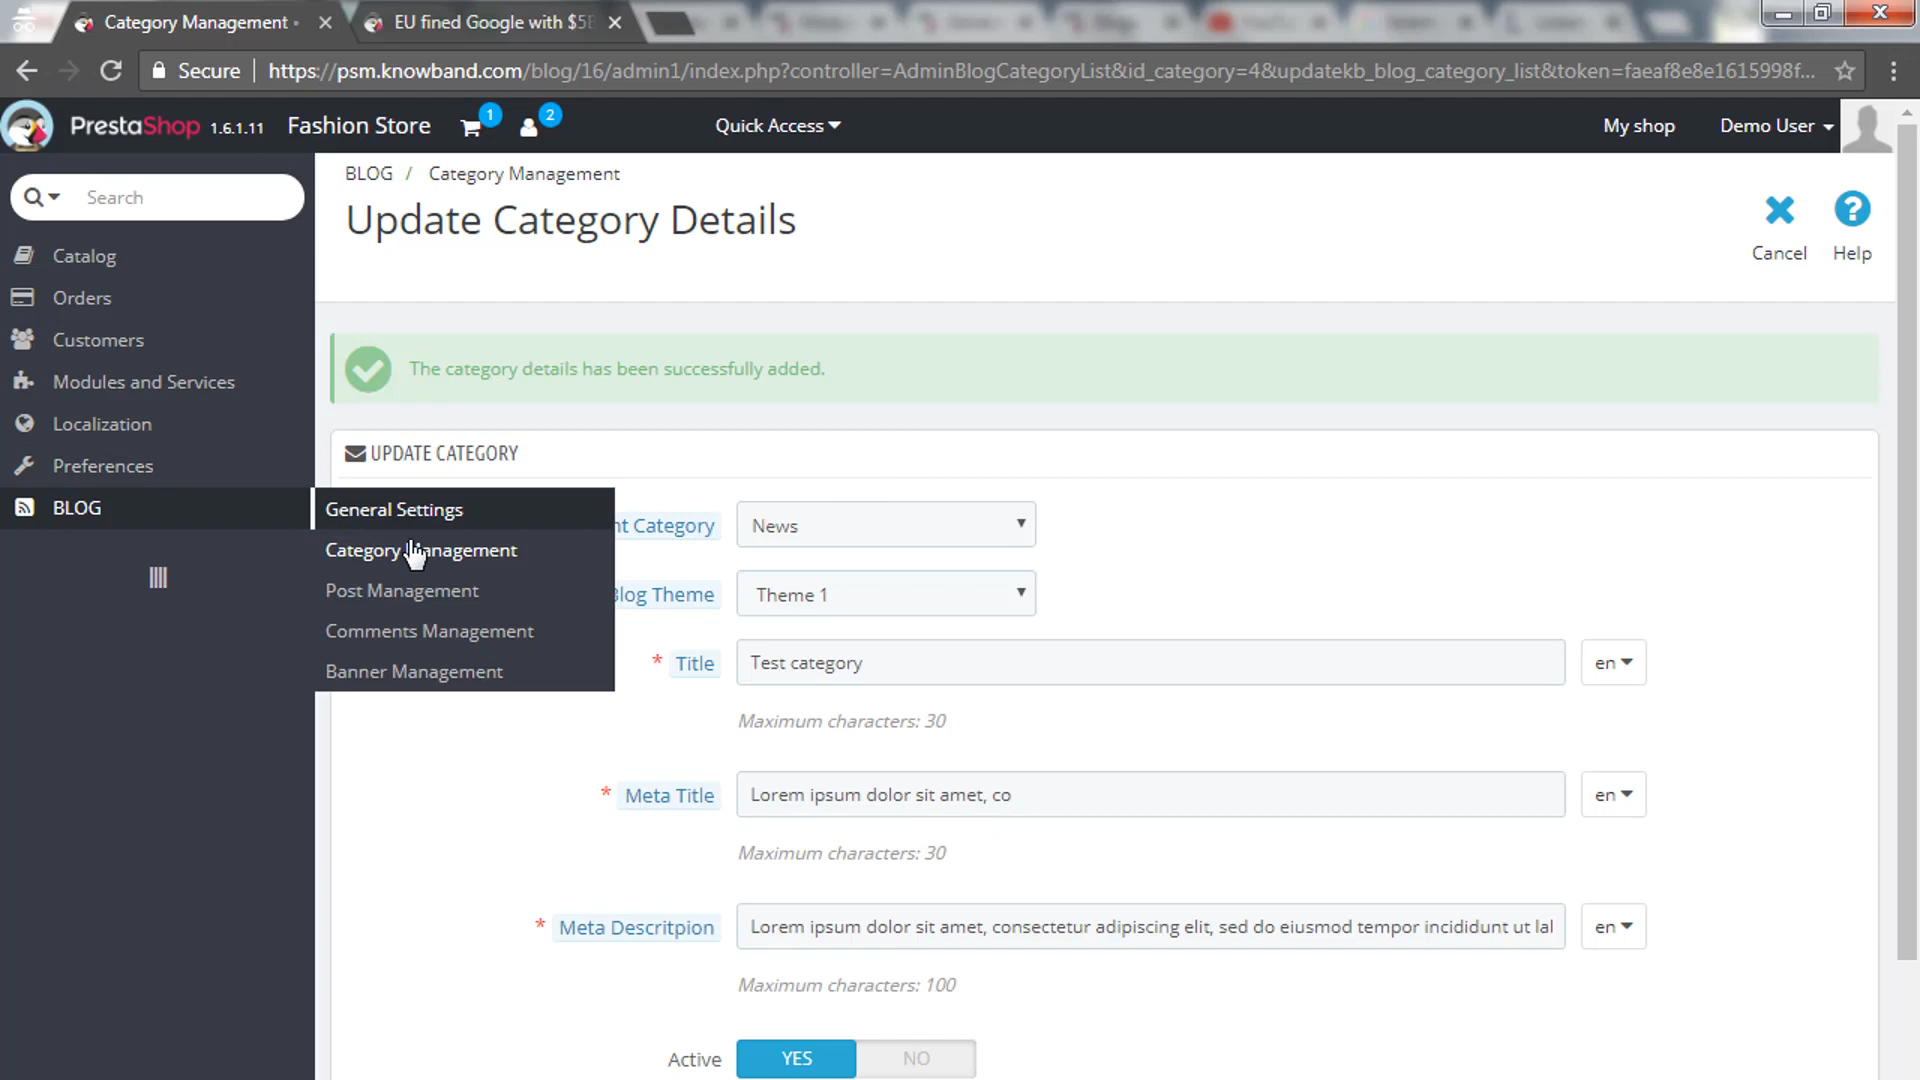 Category Management
EU fined Google with $5
Secure
https://psm.knowband.com/blog/16/admin1/index.php?controller=AdminBlogCategoryList&id_category=4&updatekb_blog_category_list&token=faeaf8e8e1615998f...
PrestaShop 1.6.1.11 Fashion Store 1 2 Quick Access My shop Demo User
Search
Catalog
Orders
Customers
Modules and Services
Localization
Preferences
BLOG
General Settings
Category Management
Post Management
Comments Management
Banner Management
BLOG / Category Management
Update Category Details
Cancel
Help
The category details has been successfully added.
UPDATE CATEGORY
nt Category News
Blog Theme Theme 1
* Title Test category en
Maximum characters: 30
* Meta Title Lorem ipsum dolor sit amet, co en
Maximum characters: 30
* Meta Descritpion Lorem ipsum dolor sit amet, consectetur adipiscing elit, sed do eiusmod tempor incididunt ut lal en
Maximum characters: 100
Active YES NO